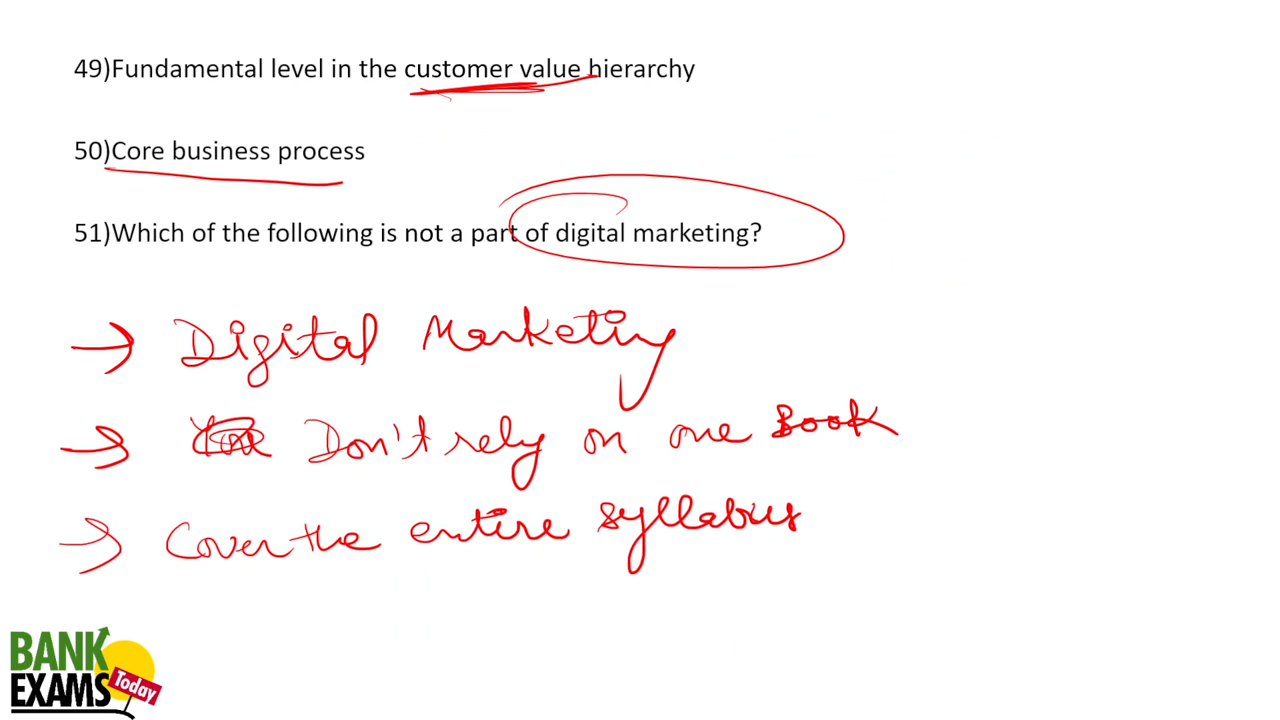 49)Fundamental level in the customer value hierarchy
50)Core business process
51)Which of the following is not a part of digital marketing?
→ Digital Marketing
→ Don't rely on one Book
→ Cover the entire syllabus
BANK
EXAMS Today